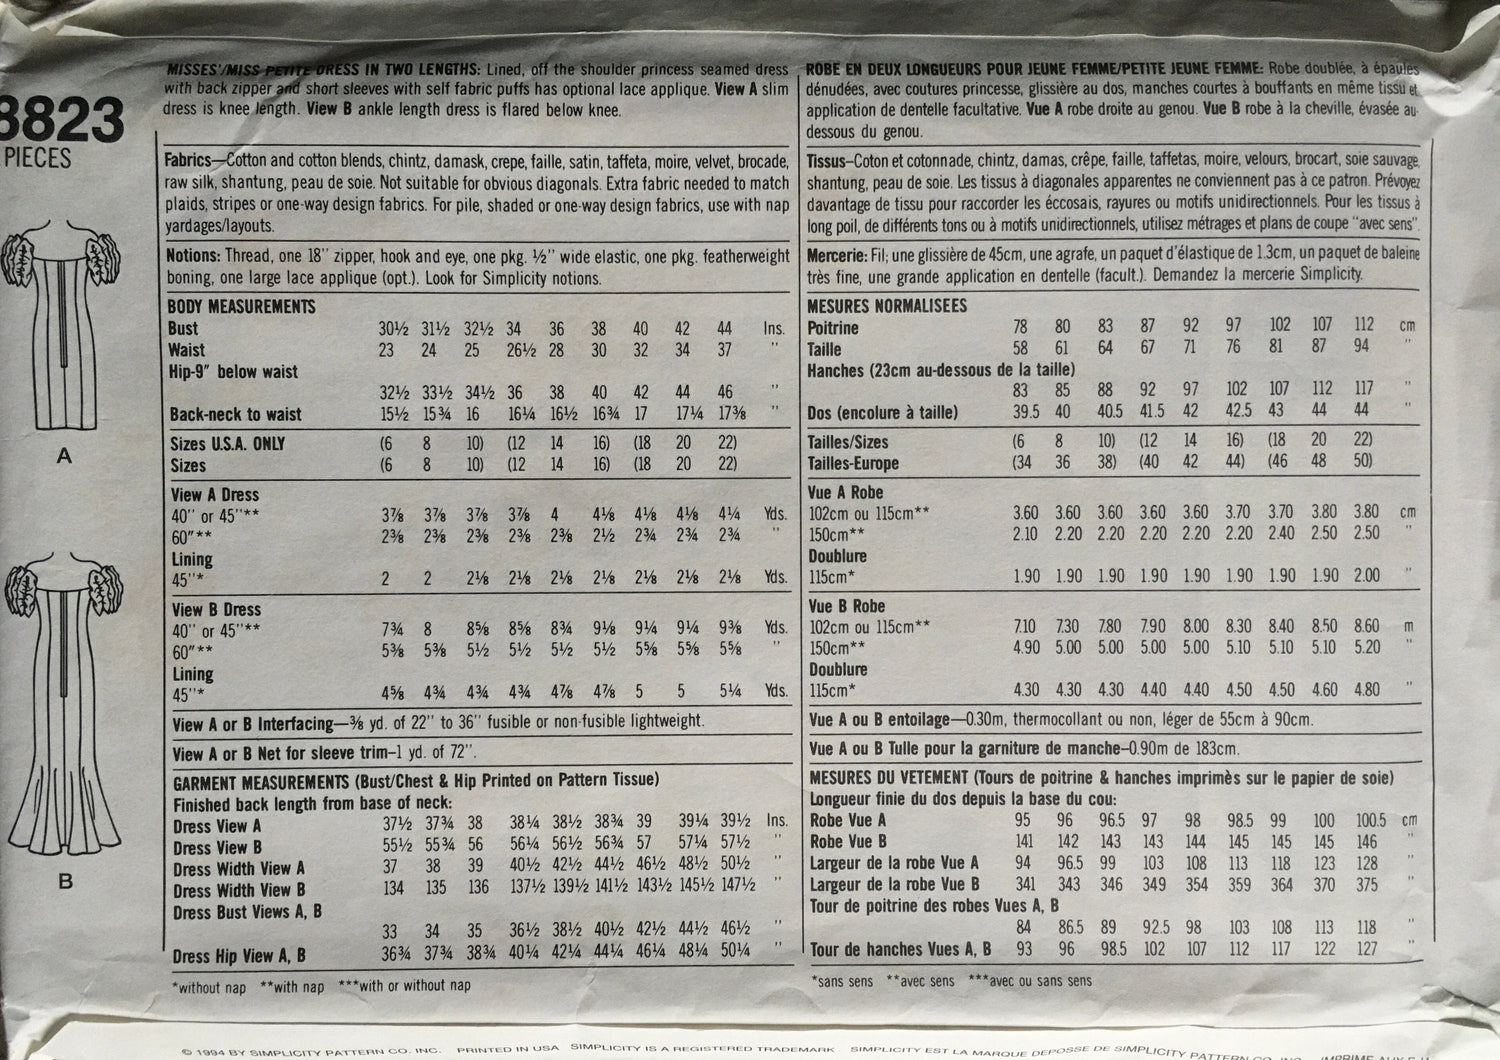 8823
PIECES
A
B
MISSES'/MISS PETITE DRESS IN TWO LENGTHS: Lined, off the shoulder princess seamed dress
with back zipper and short sleeves with self fabric puffs has optional lace applique. View A slim
dress is knee length. View B ankle length dress is flared below knee.
Fabrics—Cotton and cotton blends, chintz, damask, crepe, faille, satin, taffeta, moire, velvet, brocade,
raw silk, shantung, peau de soie. Not suitable for obvious diagonals. Extra fabric needed to match
plaids, stripes or one-way design fabrics. For pile, shaded or one-way design fabrics, use with nap
yardages/layouts.
Notions: Thread, one 18" zipper, hook and eye, one pkg. ½" wide elastic, one pkg. featherweight
boning, one large lace applique (opt.). Look for Simplicity notions.
BODY MEASUREMENTS
Bust 30½ 31½ 32½ 34 36 38 40 42 44 Ins.
Waist 23 24 25 26½ 28 30 32 34 37 "
Hip-9" below waist
32½ 33½ 34½ 36 38 40 42 44 46 "
Back-neck to waist 15½ 15¾ 16 16¼ 16½ 16¾ 17 17¼ 17⅜ "
Sizes U.S.A. ONLY (6 8 10) (12 14 16) (18 20 22)
Sizes (6 8 10) (12 14 16) (18 20 22)
View A Dress
40" or 45"** 3⅞ 3⅞ 3⅞ 3⅞ 4 4⅛ 4⅛ 4⅛ 4¼ Yds.
60"** 2⅜ 2⅜ 2⅜ 2⅜ 2⅜ 2½ 2¾ 2¾ 2¾ "
Lining
45"* 2 2 2⅛ 2⅛ 2⅛ 2⅛ 2⅛ 2⅛ 2⅛ Yds.
View B Dress
40" or 45"** 7¾ 8 8⅝ 8⅝ 8¾ 9⅛ 9¼ 9¼ 9⅜ Yds.
60"** 5⅜ 5⅜ 5½ 5½ 5½ 5½ 5⅝ 5⅝ 5⅝ "
Lining
45"* 4⅝ 4¾ 4¾ 4¾ 4⅞ 4⅞ 5 5 5¼ Yds.
View A or B Interfacing—⅜ yd. of 22" to 36" fusible or non-fusible lightweight.
View A or B Net for sleeve trim—1 yd. of 72".
GARMENT MEASUREMENTS (Bust/Chest & Hip Printed on Pattern Tissue)
Finished back length from base of neck:
Dress View A 37½ 37¾ 38 38¼ 38½ 38¾ 39 39¼ 39½ Ins.
Dress View B 55½ 55¾ 56 56¼ 56½ 56¾ 57 57¼ 57½ "
Dress Width View A 37 38 39 40½ 42½ 44½ 46½ 48½ 50½ "
Dress Width View B 134 135 136 137½ 139½ 141½ 143½ 145½ 147½ "
Dress Bust Views A, B
33 34 35 36½ 38½ 40½ 42½ 44½ 46½ "
Dress Hip View A, B 36¾ 37¾ 38¾ 40¼ 42¼ 44¼ 46¼ 48¼ 50¼ "
*without nap **with nap ***with or without nap
ROBE EN DEUX LONGUEURS POUR JEUNE FEMME/PETITE JEUNE FEMME: Robe doublée, à épaules
dénudées, avec coutures princesse, glissière au dos, manches courtes à bouffants en même tissu et
application de dentelle facultative. Vue A robe droite au genou. Vue B robe à la cheville, évasée au-
dessous du genou.
Tissus—Coton et cotonnade, chintz, damas, crêpe, faille, taffetas, moire, velours, brocart, soie sauvage,
shantung, peau de soie. Les tissus à diagonales apparentes ne conviennent pas à ce patron. Prévoyez
davantage de tissu pour raccorder les éccosais, rayures ou motifs unidirectionnels. Pour les tissus à
long poil, de différents tons ou à motifs unidirectionnels, utilisez métrages et plans de coupe "avec sens".
Mercerie: Fil; une glissière de 45cm, une agrafe, un paquet d'élastique de 1.3cm, un paquet de baleine
très fine, une grande application en dentelle (facult.). Demandez la mercerie Simplicity.
MESURES NORMALISEES
Poitrine 78 80 83 87 92 97 102 107 112 cm
Taille 58 61 64 67 71 76 81 87 94 "
Hanches (23cm au-dessous de la taille)
83 85 88 92 97 102 107 112 117 "
Dos (encolure à taille) 39.5 40 40.5 41.5 42 42.5 43 44 44 "
Tailles/Sizes (6 8 10) (12 14 16) (18 20 22)
Tailles-Europe (34 36 38) (40 42 44) (46 48 50)
Vue A Robe
102cm ou 115cm** 3.60 3.60 3.60 3.60 3.60 3.70 3.70 3.80 3.80 cm
150cm** 2.10 2.20 2.20 2.20 2.20 2.20 2.40 2.50 2.50 "
Doublure
115cm* 1.90 1.90 1.90 1.90 1.90 1.90 1.90 1.90 2.00 "
Vue B Robe
102cm ou 115cm** 7.10 7.30 7.80 7.90 8.00 8.30 8.40 8.50 8.60 m
150cm** 4.90 5.00 5.00 5.00 5.00 5.10 5.10 5.10 5.20 "
Doublure
115cm* 4.30 4.30 4.30 4.40 4.40 4.50 4.50 4.60 4.80 "
Vue A ou B entoilage—0.30m, thermocollant ou non, léger de 55cm à 90cm.
Vue A ou B Tulle pour la garniture de manche—0.90m de 183cm.
MESURES DU VETEMENT (Tours de poitrine & hanches imprimès sur le papier de soie)
Longueur finie du dos depuis la base du cou:
Robe Vue A 95 96 96.5 97 98 98.5 99 100 100.5 cm
Robe Vue B 141 142 143 143 144 145 145 145 146 "
Largeur de la robe Vue A 94 96.5 99 103 108 113 118 123 128 "
Largeur de la robe Vue B 341 343 346 349 354 359 364 370 375 "
Tour de poitrine des robes Vues A, B
84 86.5 89 92.5 98 103 108 113 118 "
Tour de hanches Vues A, B 93 96 98.5 102 107 112 117 122 127 "
*sans sens **avec sens ***avec ou sans sens
© 1994 BY SIMPLICITY PATTERN CO. INC. PRINTED IN USA SIMPLICITY IS A REGISTERED TRADEMARK SIMPLICITY EST LA MARQUE DEPOSSE DE SIMPLICITY PATTERN CO. INC.